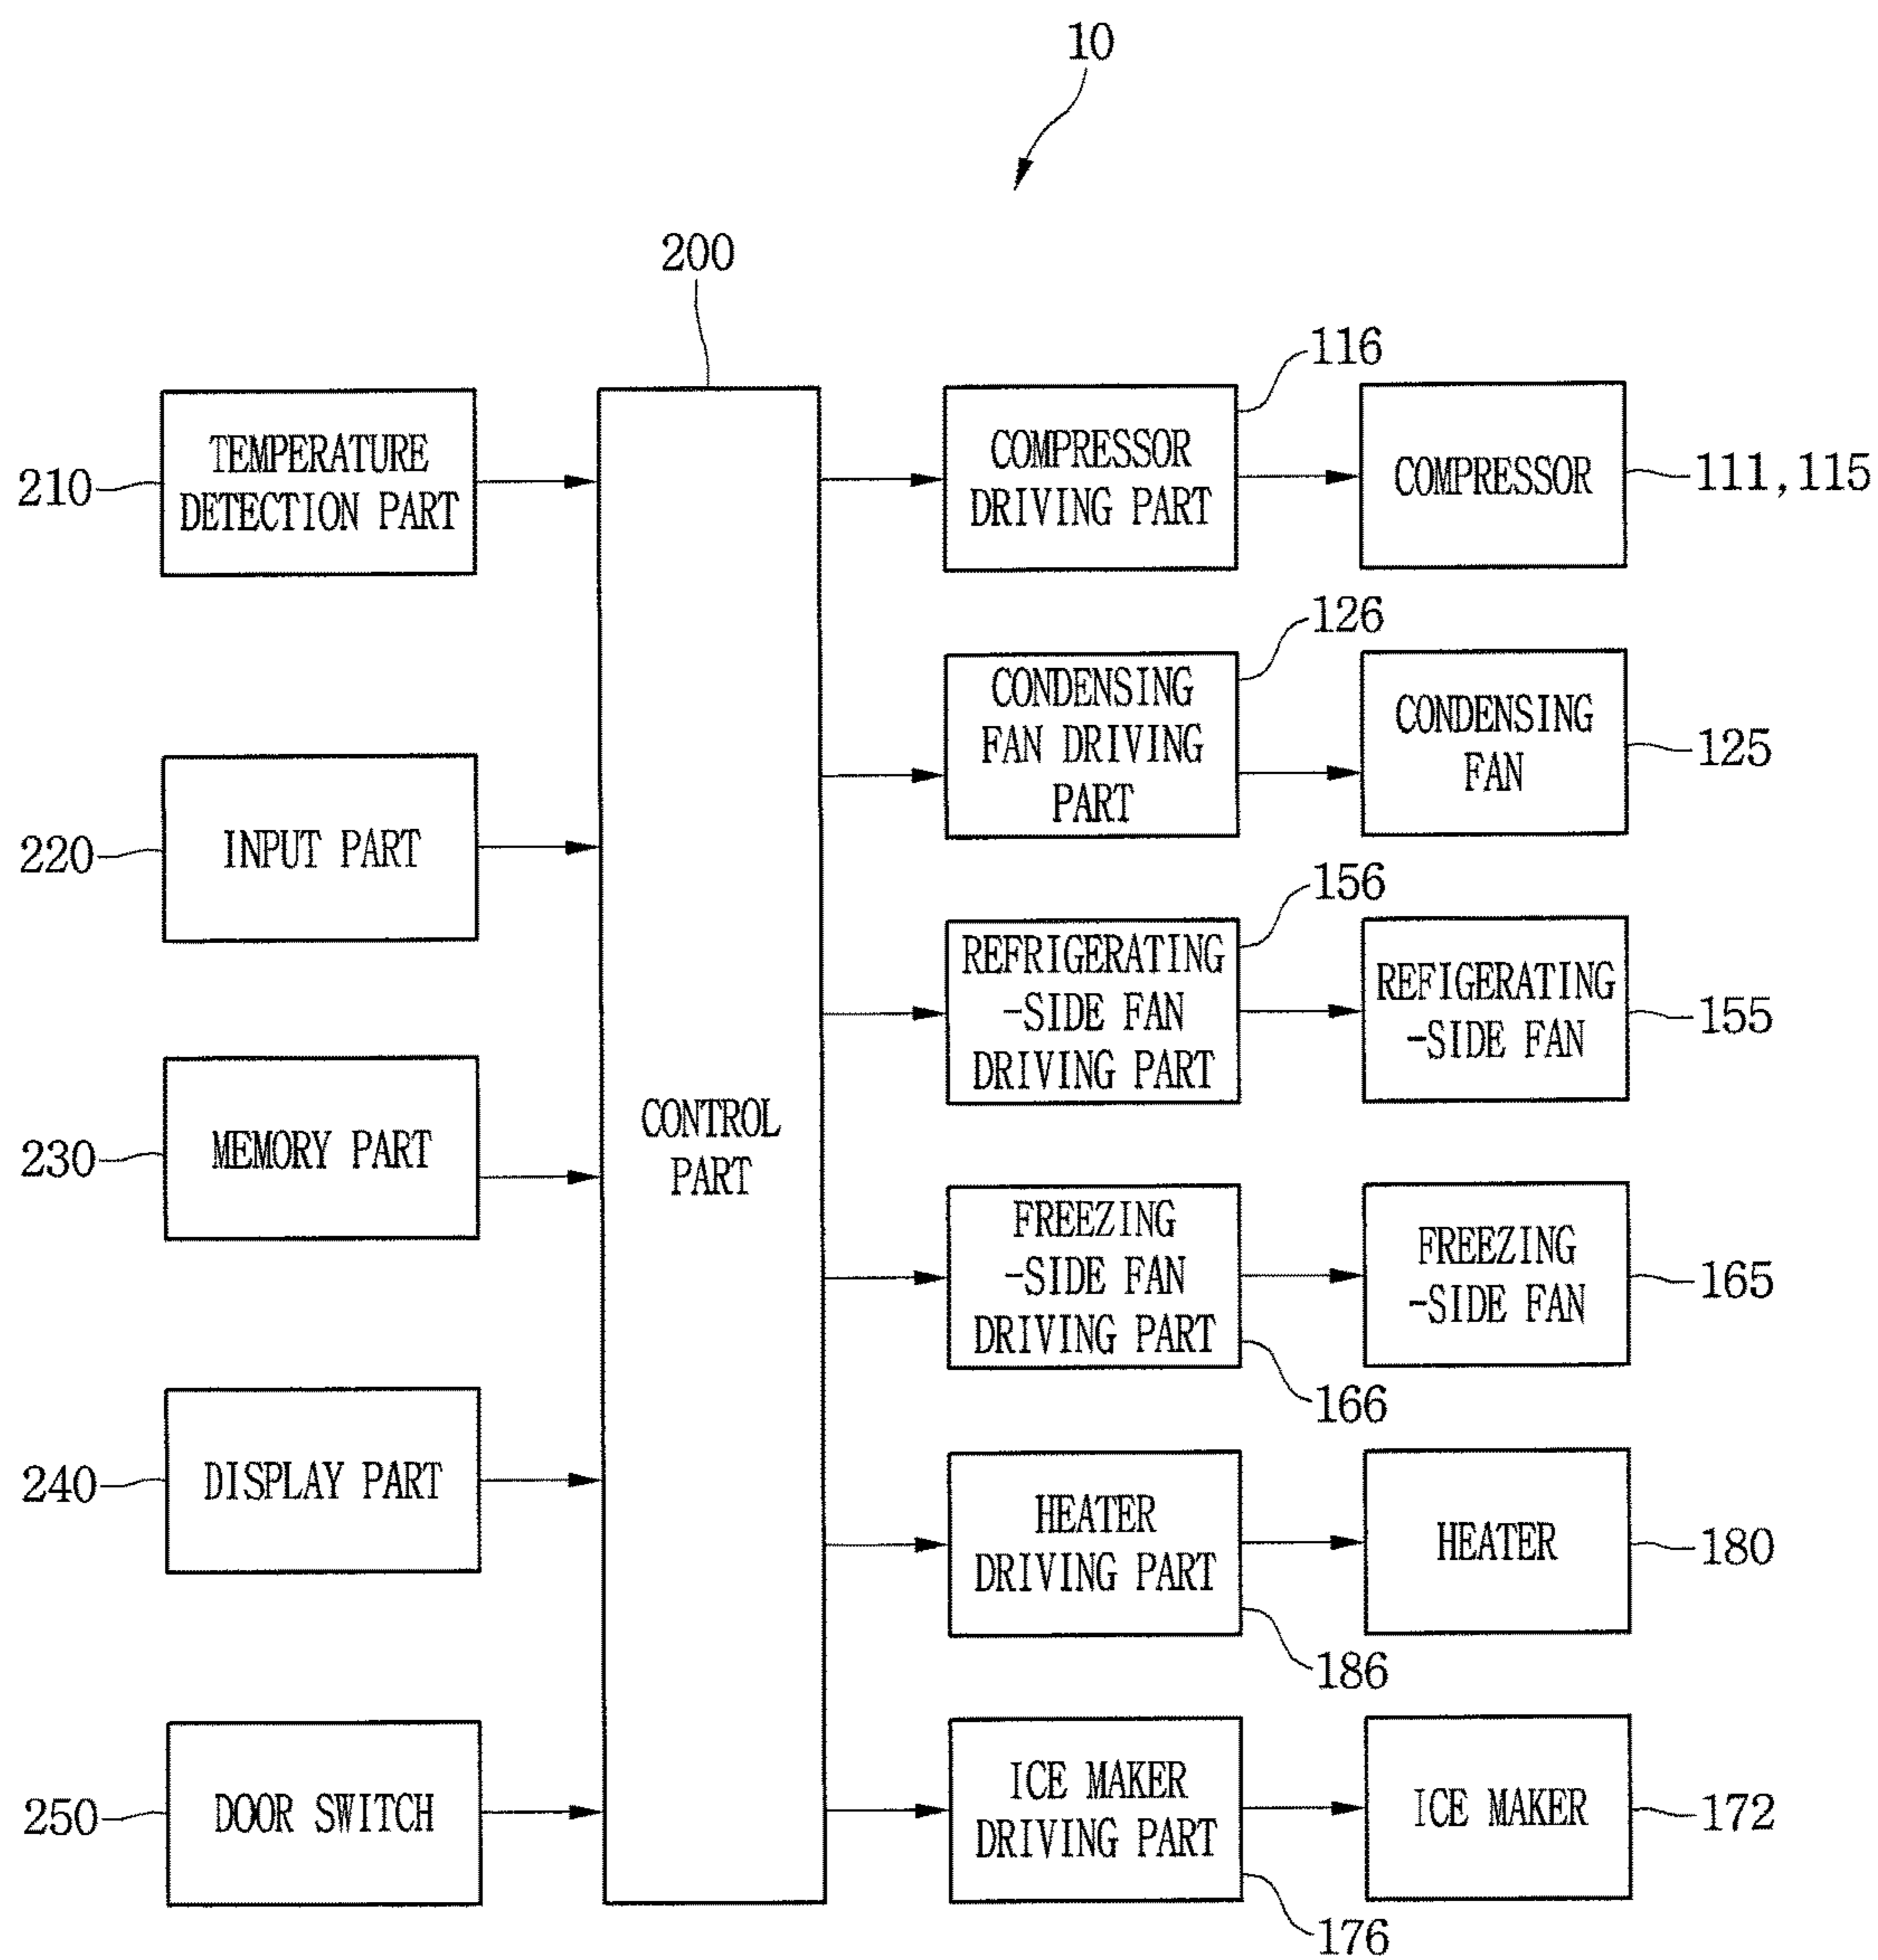 10
200
116
TEMPERATURE
DETECTION PART
210
COMPRESSOR
DRIVING PART
COMPRESSOR
111, 115
126
CONDENSING
FAN DRIVING
PART
CONDENSING
FAN
125
INPUT PART
220
156
REFRIGERATING
-SIDE FAN
DRIVING PART
REFIGERATING
-SIDE FAN
155
MEMORY PART
230
CONTROL
PART
FREEZING
-SIDE FAN
DRIVING PART
FREEZING
-SIDE FAN
165
166
DISPLAY PART
240
HEATER
DRIVING PART
HEATER
180
186
DOOR SWITCH
250
ICE MAKER
DRIVING PART
ICE MAKER
172
176